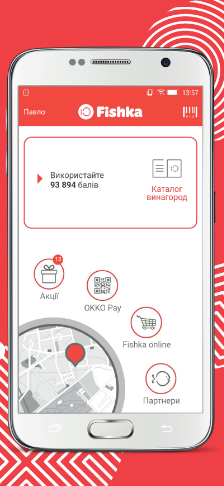 13:57
Павло
Fishka
Використайте
93 894 балів
Каталог
винагород
13
Акції
OKKO Pay
Fishka online
Партнери